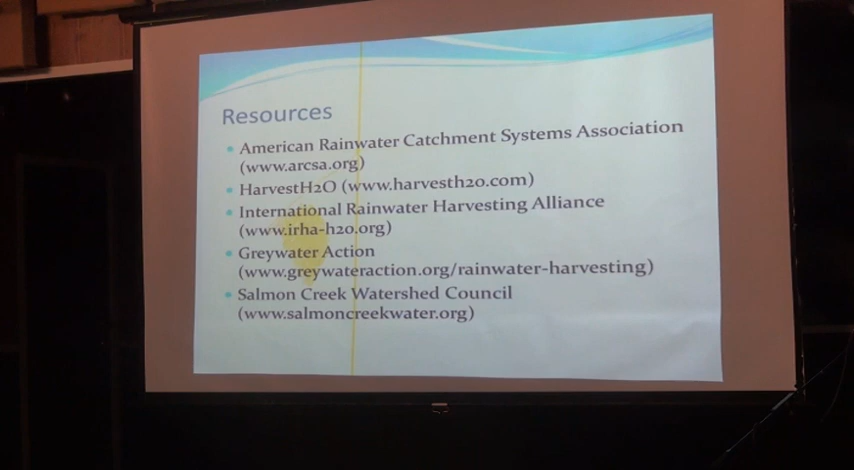 Resources
American Rainwater Catchment Systems Association
(www.arcsa.org)
HarvestH2O (www.harvesth2o.com)
International Rainwater Harvesting Alliance
(www.irha-h2o.org)
Greywater Action
(www.greywateraction.org/rainwater-harvesting)
Salmon Creek Watershed Council
(www.salmoncreekwater.org)